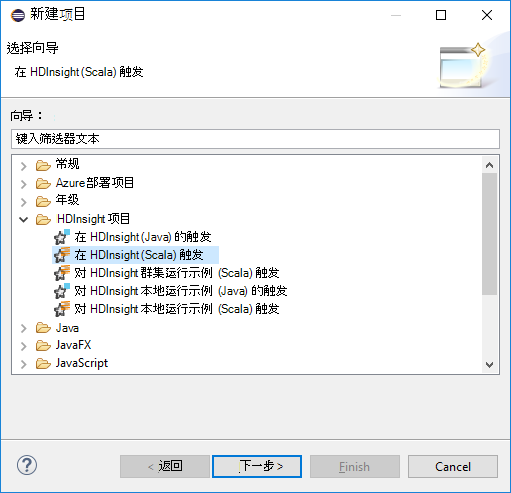 新建项目
选择向导
在 HDInsight (Scala) 触发
向导：
键入筛选器文本
常规
Azure部署项目
年级
HDInsight 项目
在 HDInsight (Java) 的触发
在 HDInsight (Scala) 触发
对 HDInsight 群集运行示例 (Scala) 触发
对 HDInsight 本地运行示例 (Java) 的触发
对 HDInsight 本地运行示例 (Scala) 触发
Java
JavaFX
JavaScript
? < 返回 下一步 > Finish Cancel